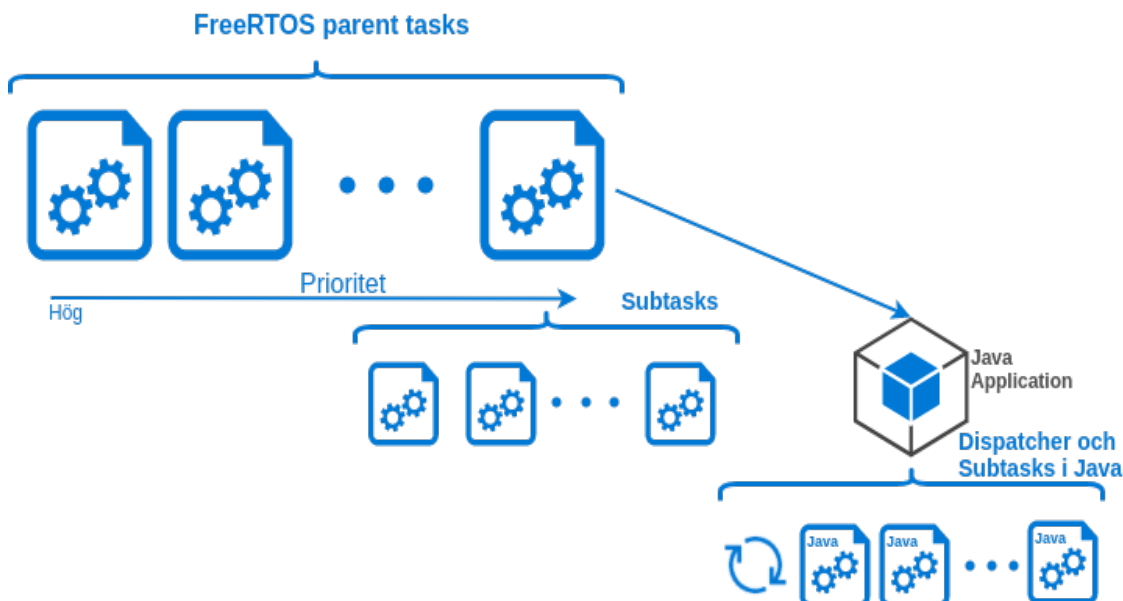 FreeRTOS parent tasks
Prioritet
Hög
Subtasks
Java
Application
Dispatcher och
Subtasks i Java
Java
Java
Java